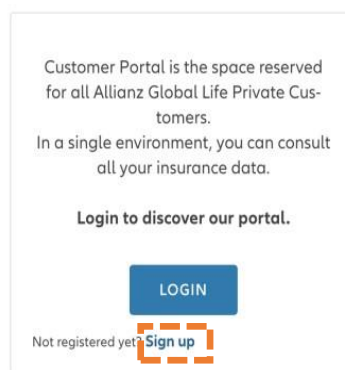 Customer Portal is the space reserved
for all Allianz Global Life Private Cus-
tomers.
In a single environment, you can consult
all your insurance data.
Login to discover our portal.
LOGIN
Not registered yet? Sign up